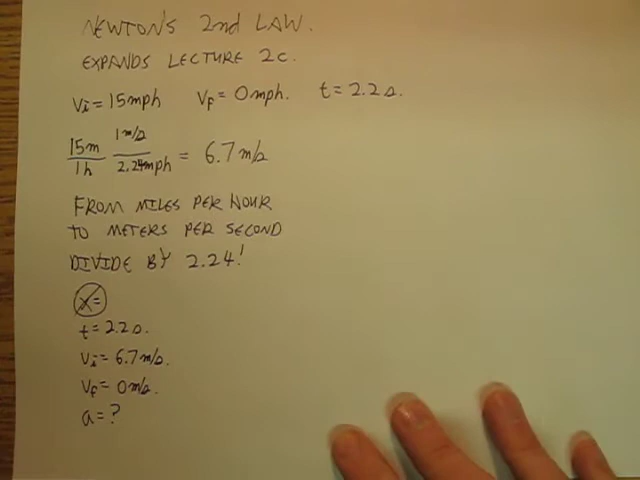 NEWTON'S 2nd LAW.
EXPANDS LECTURE 2C.
Vi = 15mph   VF = 0mph.   t = 2.2s.
15m/1h 1m/s/2.24mph = 6.7m/s
FROM MILES PER HOUR
TO METERS PER SECOND
DIVIDE BY 2.24!
x=
t = 2.2s.
Vi = 6.7m/s.
VF = 0m/s.
a = ?